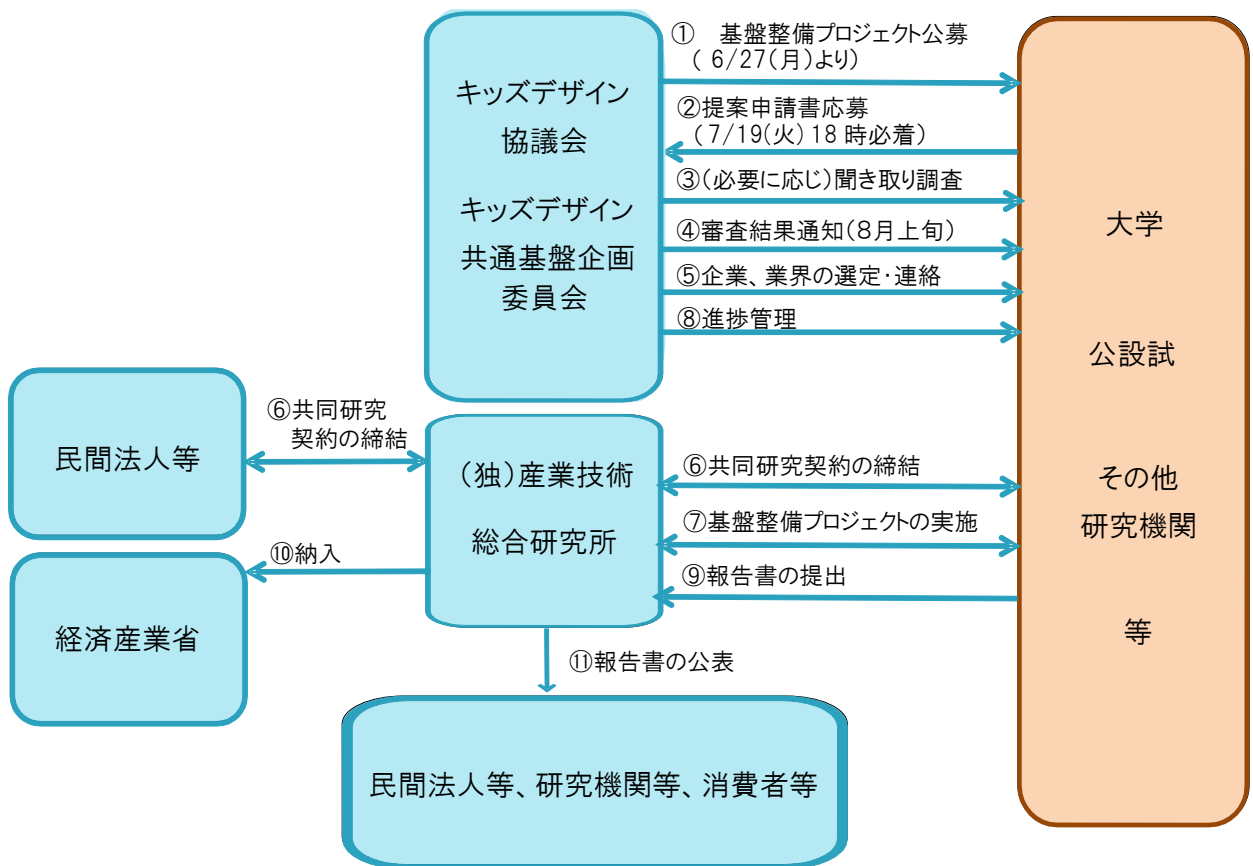 キッズデザイン
協議会
キッズデザイン
共通基盤企画
委員会
① 基盤整備プロジェクト公募
( 6/27(月)より)
②提案申請書応募
( 7/19(火) 18 時必着)
③(必要に応じ)聞き取り調査
④審査結果通知(8月上旬)
⑤企業、業界の選定・連絡
⑧進捗管理
大学
公設試
その他
研究機関
等
民間法人等
⑥共同研究
契約の締結
(独)産業技術
総合研究所
⑥共同研究契約の締結
⑦基盤整備プロジェクトの実施
⑨報告書の提出
⑩納入
経済産業省
⑪報告書の公表
民間法人等、研究機関等、消費者等